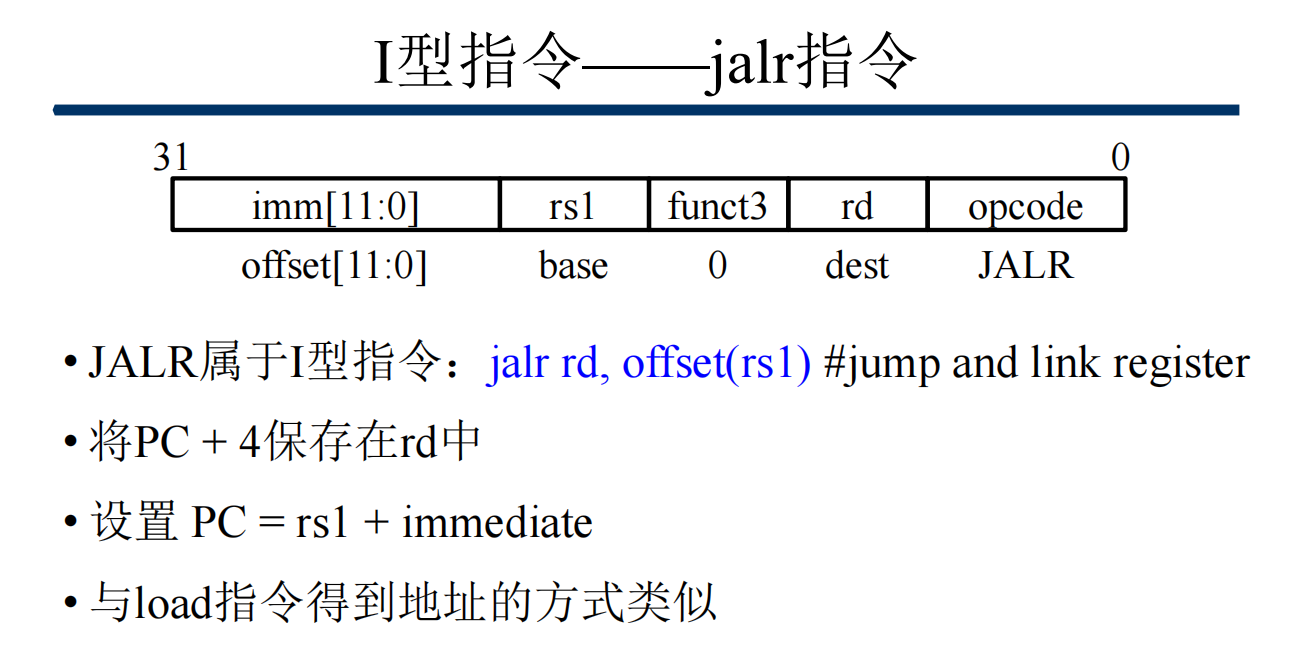 I型指令——jalr指令
31 0
imm[11:0] rs1 funct3 rd opcode
offset[11:0] base 0 dest JALR
• JALR属于I型指令：jalr rd, offset(rs1) #jump and link register
• 将PC + 4保存在rd中
• 设置 PC = rs1 + immediate
• 与load指令得到地址的方式类似